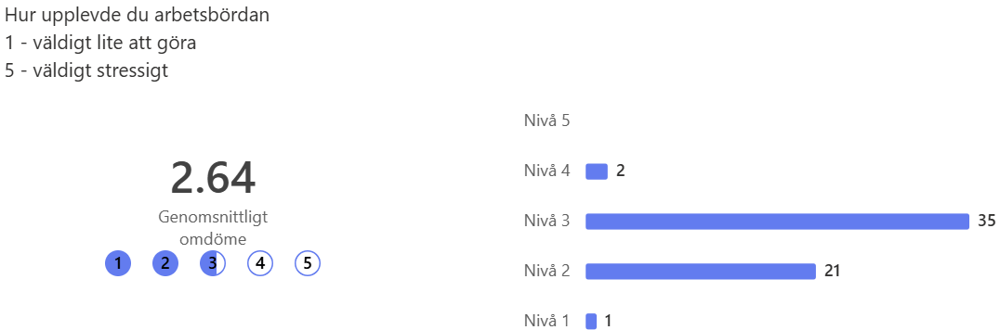 Hur upplevde du arbetsbördan
1 - väldigt lite att göra
5 - väldigt stressigt
2.64
Genomsnittligt
omdöme
1 2 3 4 5
Nivå 5
Nivå 4 2
Nivå 3 35
Nivå 2 21
Nivå 1 1